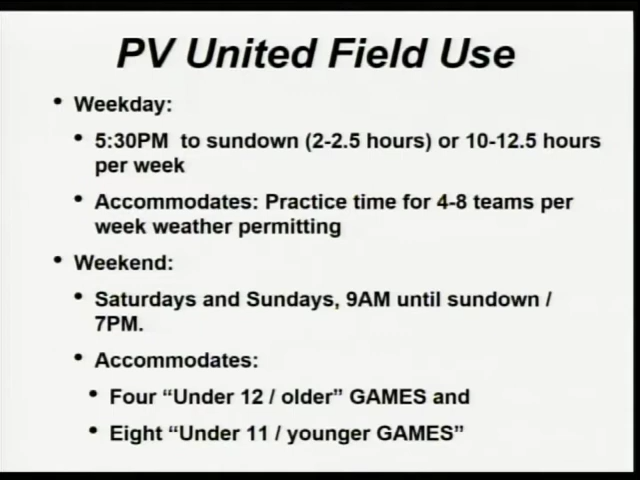 PV United Field Use
• Weekday:
• 5:30PM to sundown (2-2.5 hours) or 10-12.5 hours
per week
• Accommodates: Practice time for 4-8 teams per
week weather permitting
• Weekend:
• Saturdays and Sundays, 9AM until sundown /
7PM.
• Accommodates:
• Four “Under 12 / older” GAMES and
• Eight “Under 11 / younger GAMES”